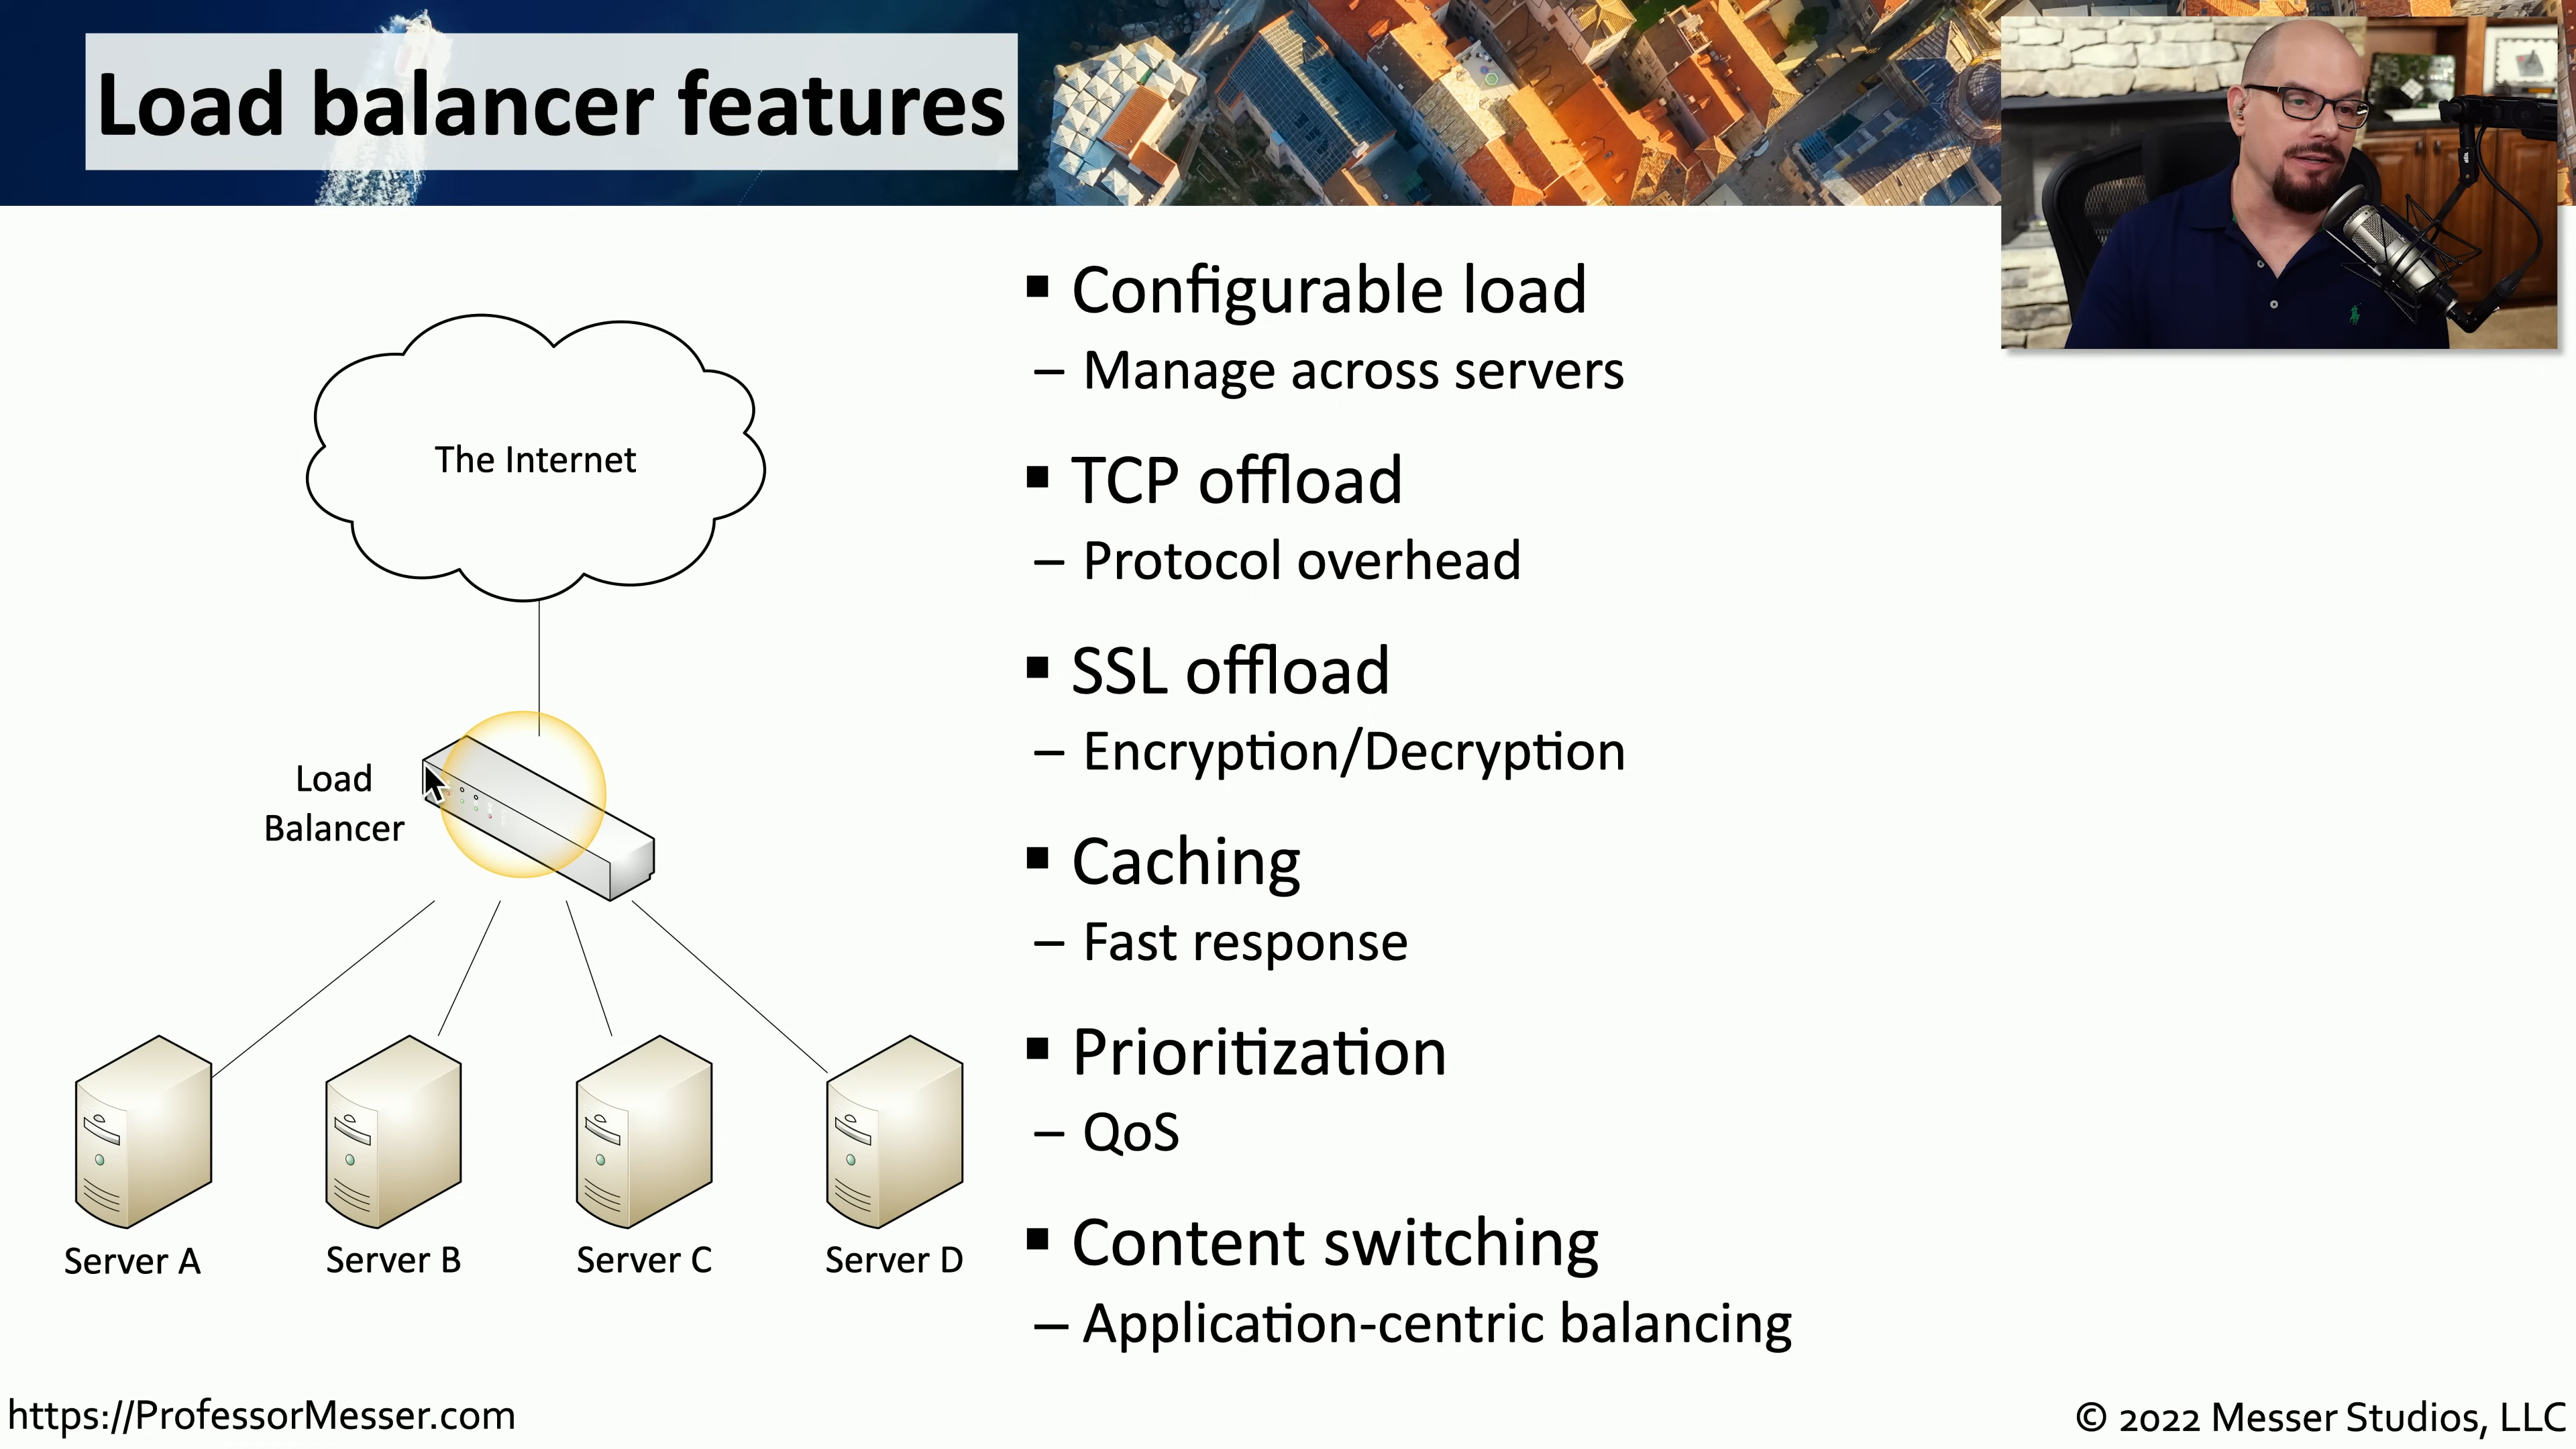 Load balancer features
The Internet
Load
Balancer
Server A
Server B
Server C
Server D
▪ Configurable load
– Manage across servers
▪ TCP offload
– Protocol overhead
▪ SSL offload
– Encryption/Decryption
▪ Caching
– Fast response
▪ Prioritization
– QoS
▪ Content switching
– Application-centric balancing
https://ProfessorMesser.com
© 2022 Messer Studios, LLC